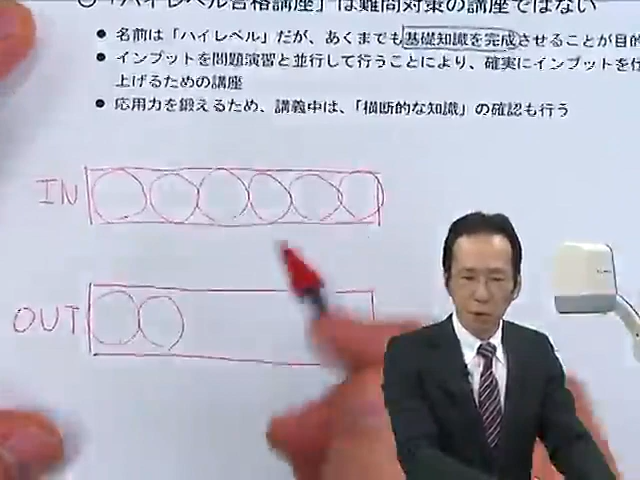 「ハイレベル合格講座」は難問対策の講座ではない
● 名前は「ハイレベル」だが、あくまでも基礎知識を完成させることが目的
● インプットを問題演習と並行して行うことにより、確実にインプットを仕
上げるための講座
● 応用力を鍛えるため、講義中は、「横断的な知識」の確認も行う
IN
OUT